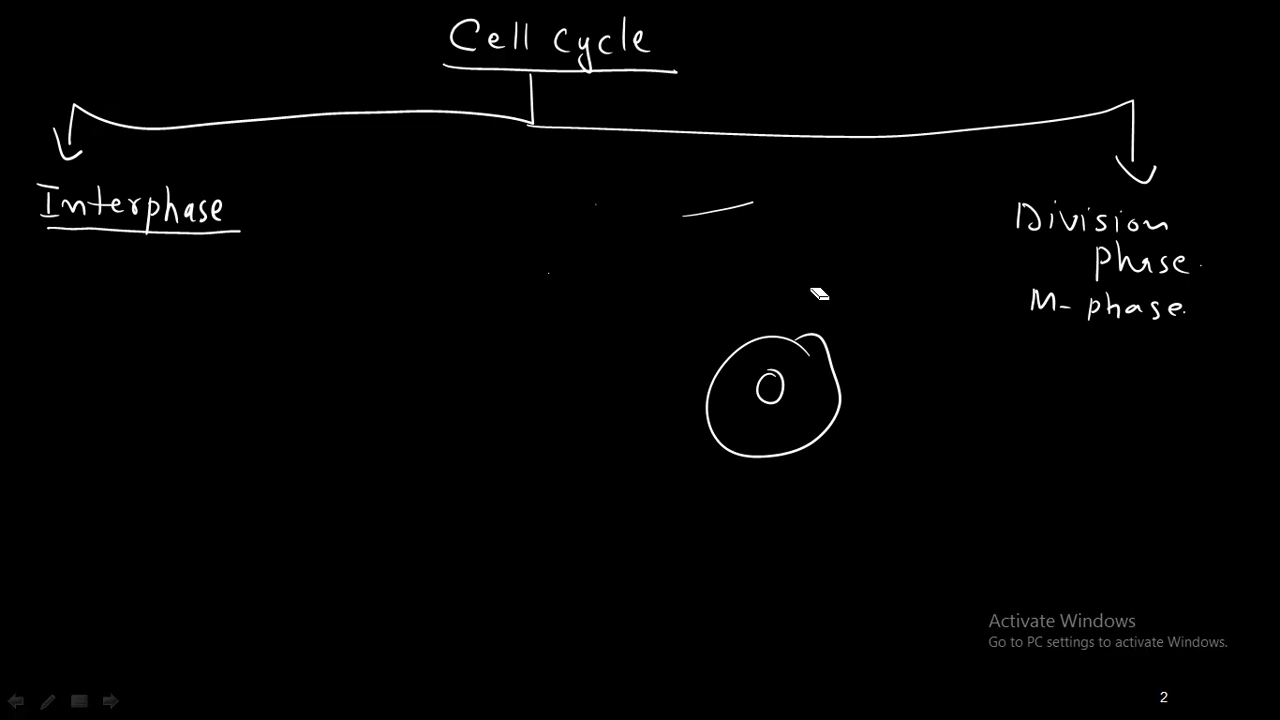 Cell Cycle
Interphase
Division
Phase.
M- phase.
Activate Windows
Go to PC settings to activate Windows.
2